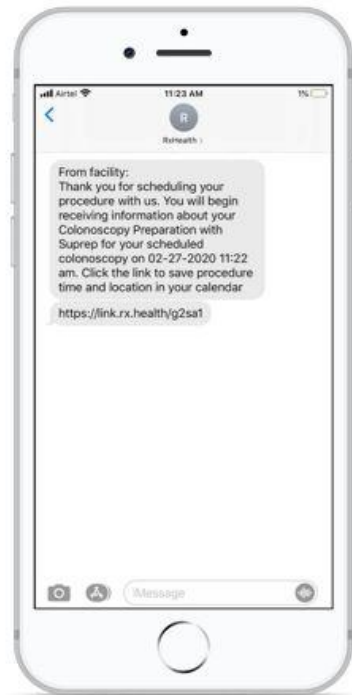 Airtel 11:23 AM 1%
R
RxHealth
From facility:
Thank you for scheduling your
procedure with us. You will begin
receiving information about your
Colonoscopy Preparation with
Suprep for your scheduled
colonoscopy on 02-27-2020 11:22
am. Click the link to save procedure
time and location in your calendar
https://link.rx.health/g2sa1
iMessage